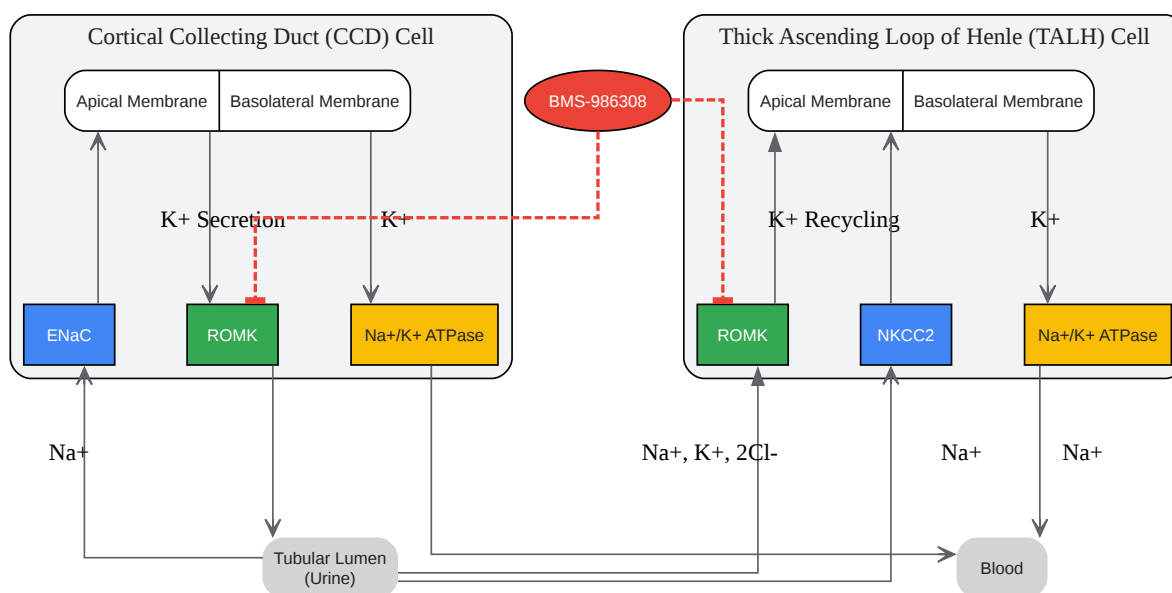 Cortical Collecting Duct (CCD) Cell
Thick Ascending Loop of Henle (TALH) Cell
Apical Membrane
Basolateral Membrane
BMS-986308
Apical Membrane
Basolateral Membrane
K+ Secretion
K+
K+ Recycling
K+
ENaC
ROMK
Na+/K+ ATPase
ROMK
NKCC2
Na+/K+ ATPase
Na+
Na+, K+, 2Cl-
Na+
Na+
Tubular Lumen
(Urine)
Blood